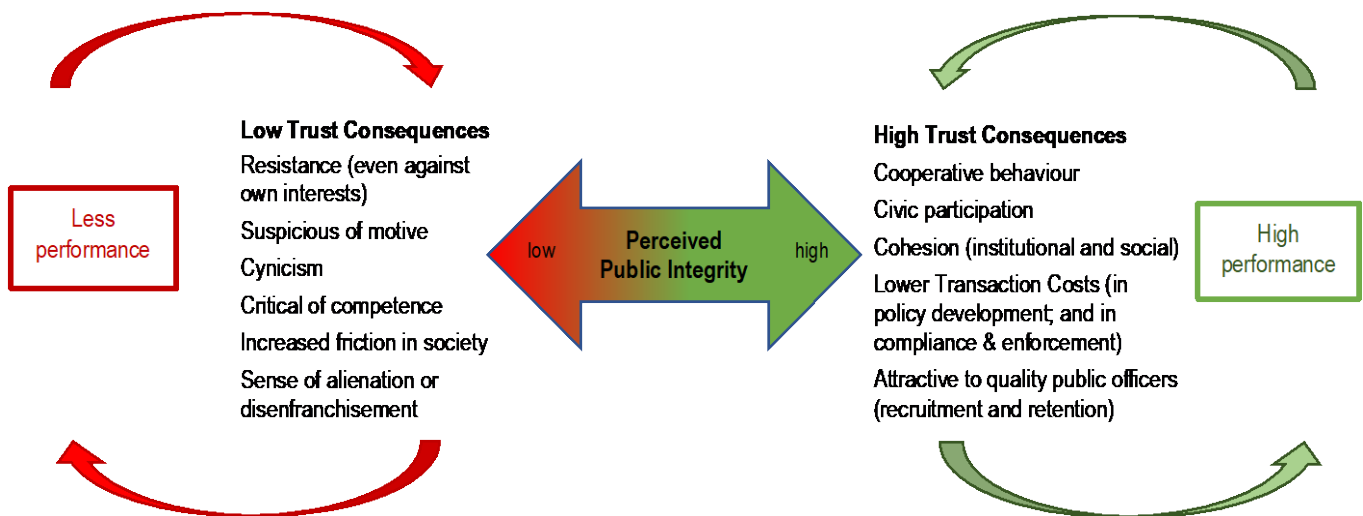 Less
performance
Low Trust Consequences
Resistance (even against
own interests)
Suspicious of motive
Cynicism
Critical of competence
Increased friction in society
Sense of alienation or
disenfranchisement
low
Perceived
Public Integrity
high
High Trust Consequences
Cooperative behaviour
Civic participation
Cohesion (institutional and social)
Lower Transaction Costs (in
policy development; and in
compliance & enforcement)
Attractive to quality public officers
(recruitment and retention)
High
performance